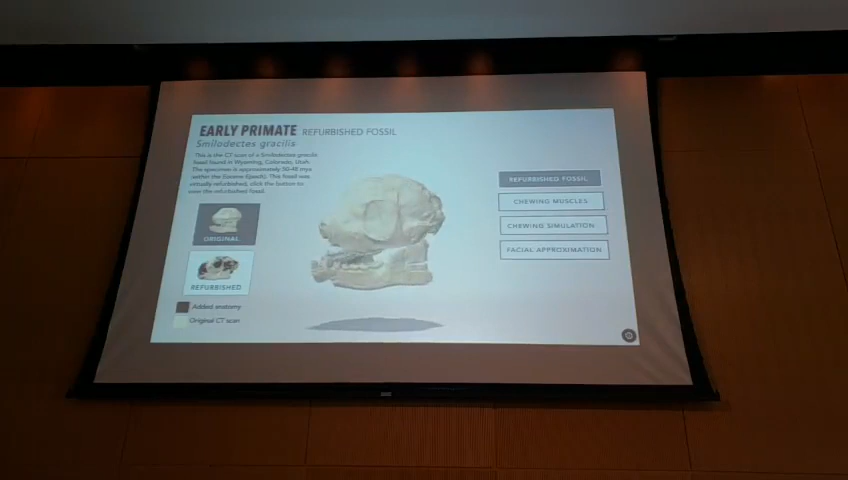 EARLY PRIMATE REFURBISHED FOSSIL
Smilodectes gracilis
This is the CT scan of a Smilodectes gracilis
fossil found in Wyoming, Colorado, Utah.
The specimen is approximately 50-48 mya
within the Eocene Epoch. This fossil was
virtually refurbished, click the button to
view the refurbished fossil.
ORIGINAL
REFURBISHED
Added anatomy
Original CT scan
REFURBISHED FOSSIL
CHEWING MUSCLES
CHEWING SIMULATION
FACIAL APPROXIMATION